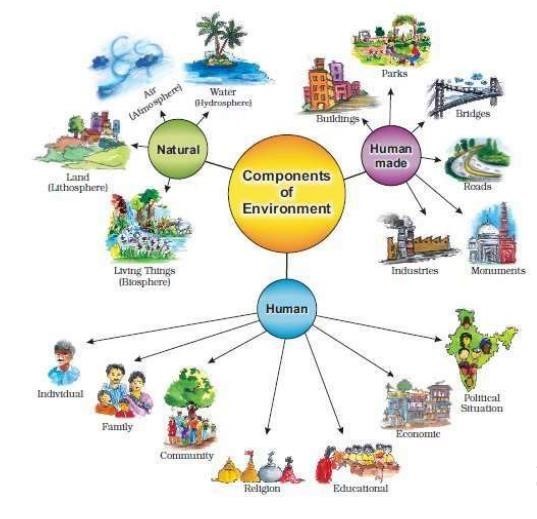 Components
of
Environment
Natural
Air
(Atmosphere)
Water
(Hydrosphere)
Land
(Lithosphere)
Living Things
(Biosphere)
Human
made
Buildings
Parks
Bridges
Roads
Industries
Monuments
Human
Individual
Family
Community
Religion
Educational
Economic
Political
Situation